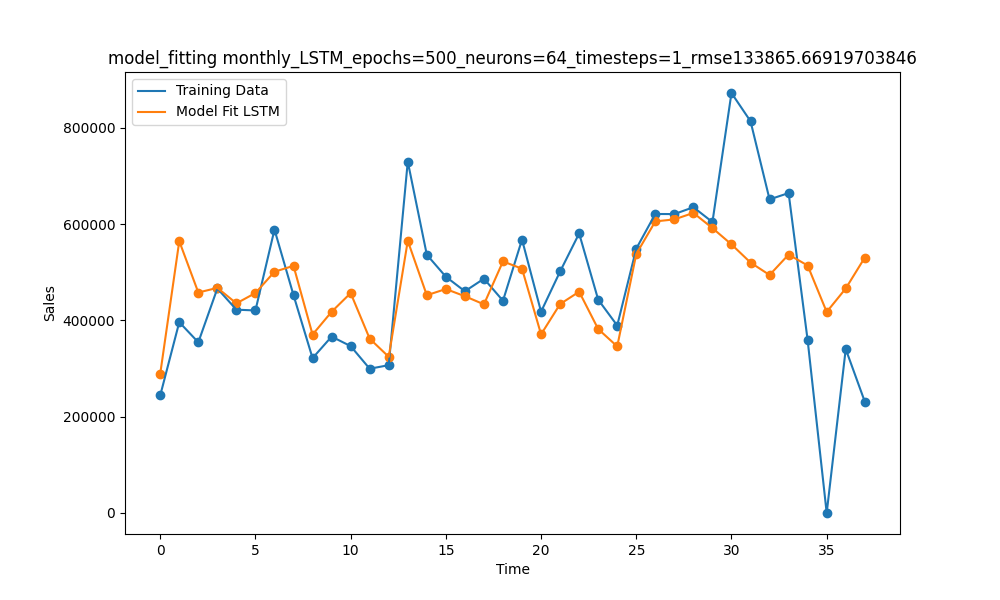 model_fitting monthly_LSTM_epochs=500_neurons=64_timesteps=1_rmse133865.66919703846
Training Data
Model Fit LSTM
800000
600000
400000
200000
0
Sales
0 5 10 15 20 25 30 35
Time